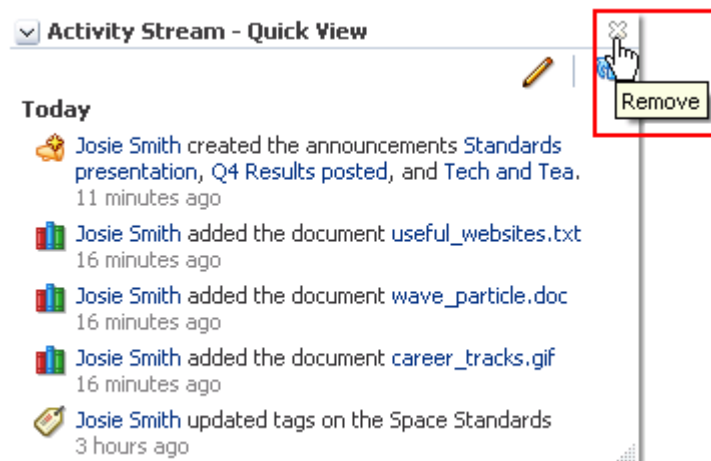 Activity Stream - Quick View
Remove
Today
Josie Smith created the announcements Standards
presentation, Q4 Results posted, and Tech and Tea.
11 minutes ago
Josie Smith added the document useful_websites.txt
16 minutes ago
Josie Smith added the document wave_particle.doc
16 minutes ago
Josie Smith added the document career_tracks.gif
16 minutes ago
Josie Smith updated tags on the Space Standards
3 hours ago